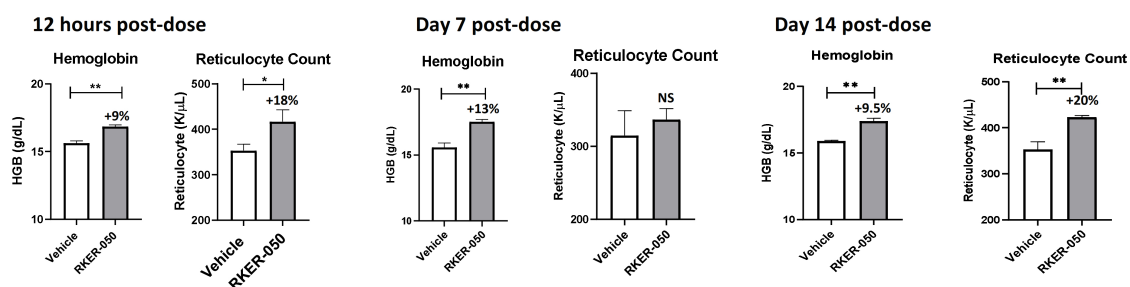 12 hours post-dose
Hemoglobin
HGB (g/dL)
20
15
10
**
+9%
Vehicle
RKER-050
Reticulocyte Count
Reticulocyte (K/μL)
500
400
300
200
*
+18%
Vehicle
RKER-050
Day 7 post-dose
Hemoglobin
HGB (g/dL)
20
15
10
**
+13%
Vehicle
RKER-050
Reticulocyte Count
Reticulocyte (K/μL)
400
300
200
NS
Vehicle
RKER-050
Day 14 post-dose
Hemoglobin
HGB (g/dL)
20
15
10
**
+9.5%
Vehicle
RKER-050
Reticulocyte Count
Reticulocyte (K/μL)
500
400
300
200
**
+20%
Vehicle
RKER-050